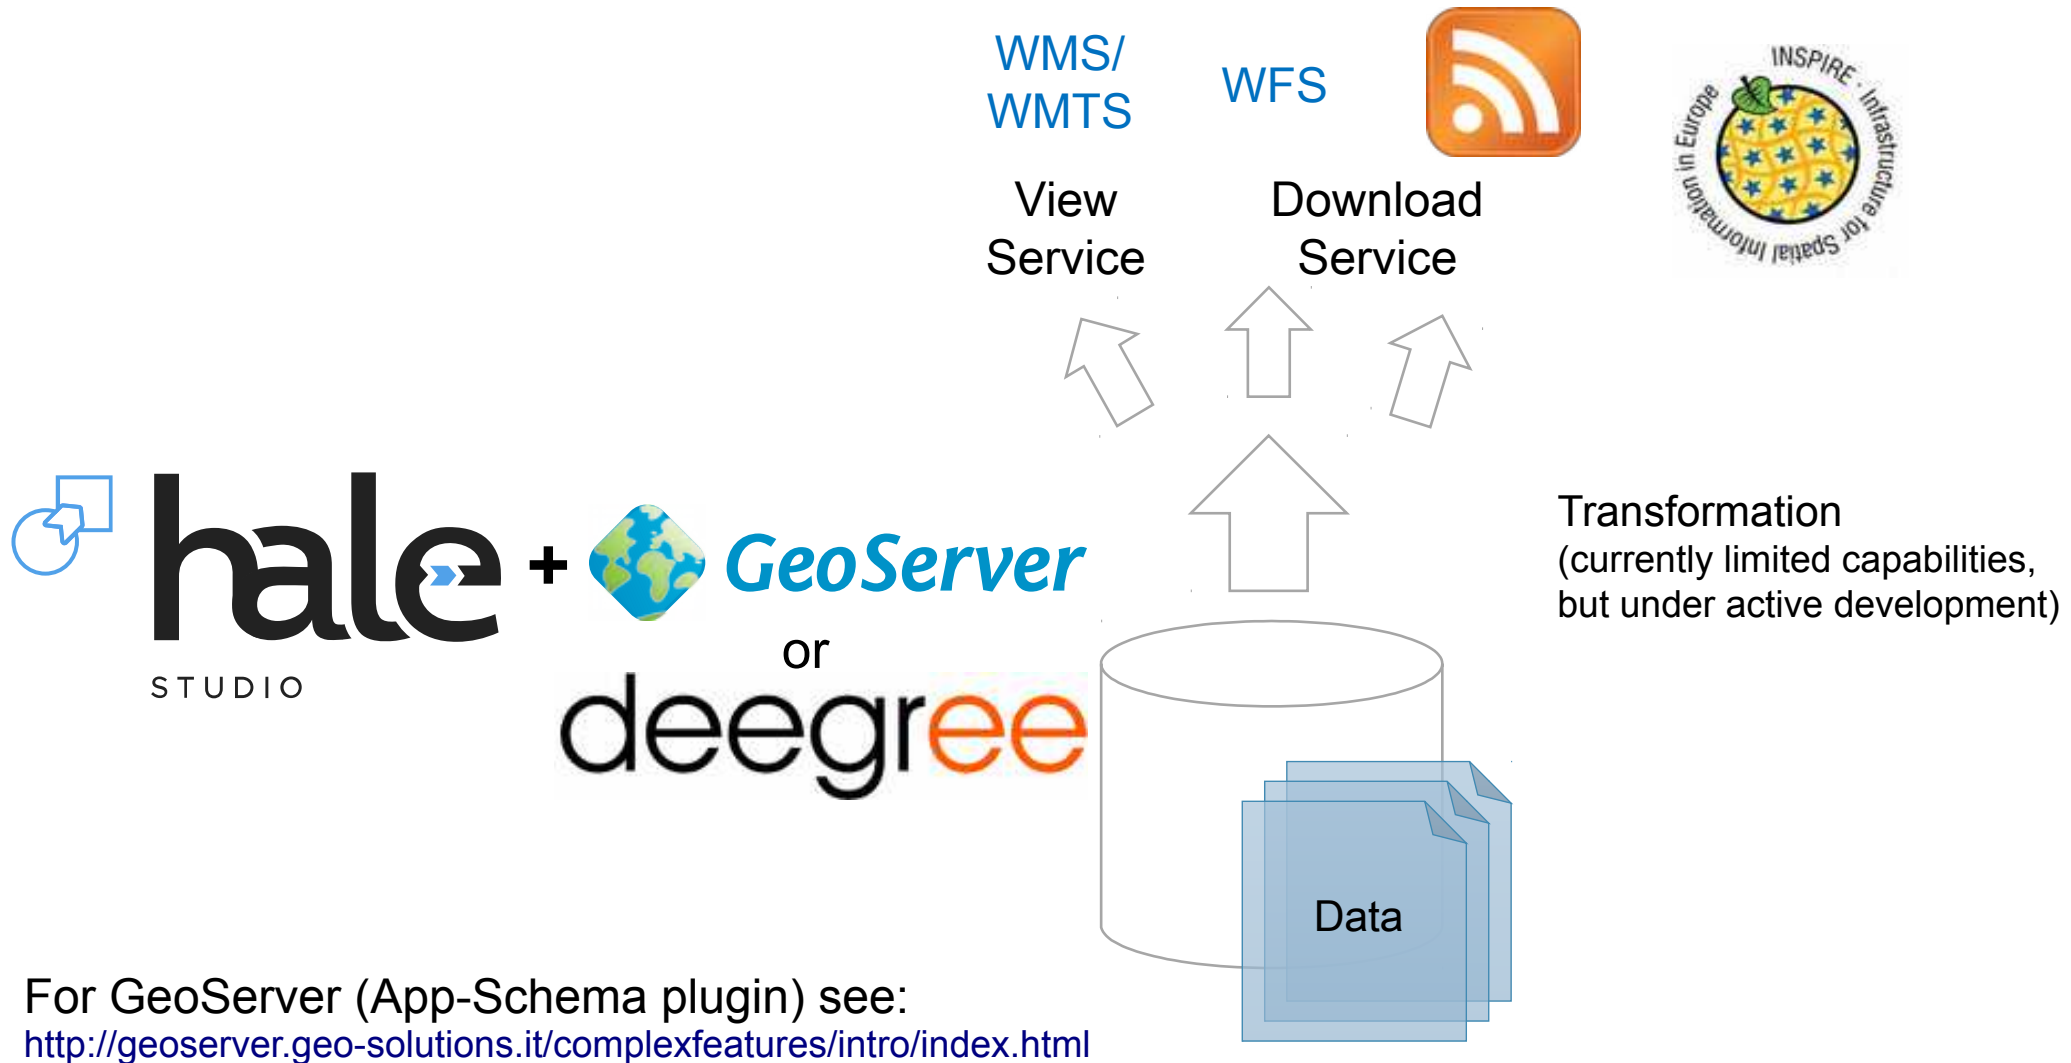 WMS/
WMTS
WFS
INSPIRE · Infrastructure for Spatial Information in Europe
View
Service
Download
Service
hale
STUDIO
+
GeoServer
or
deegree
Transformation
(currently limited capabilities,
but under active development)
Data
For GeoServer (App-Schema plugin) see:
http://geoserver.geo-solutions.it/complexfeatures/intro/index.html